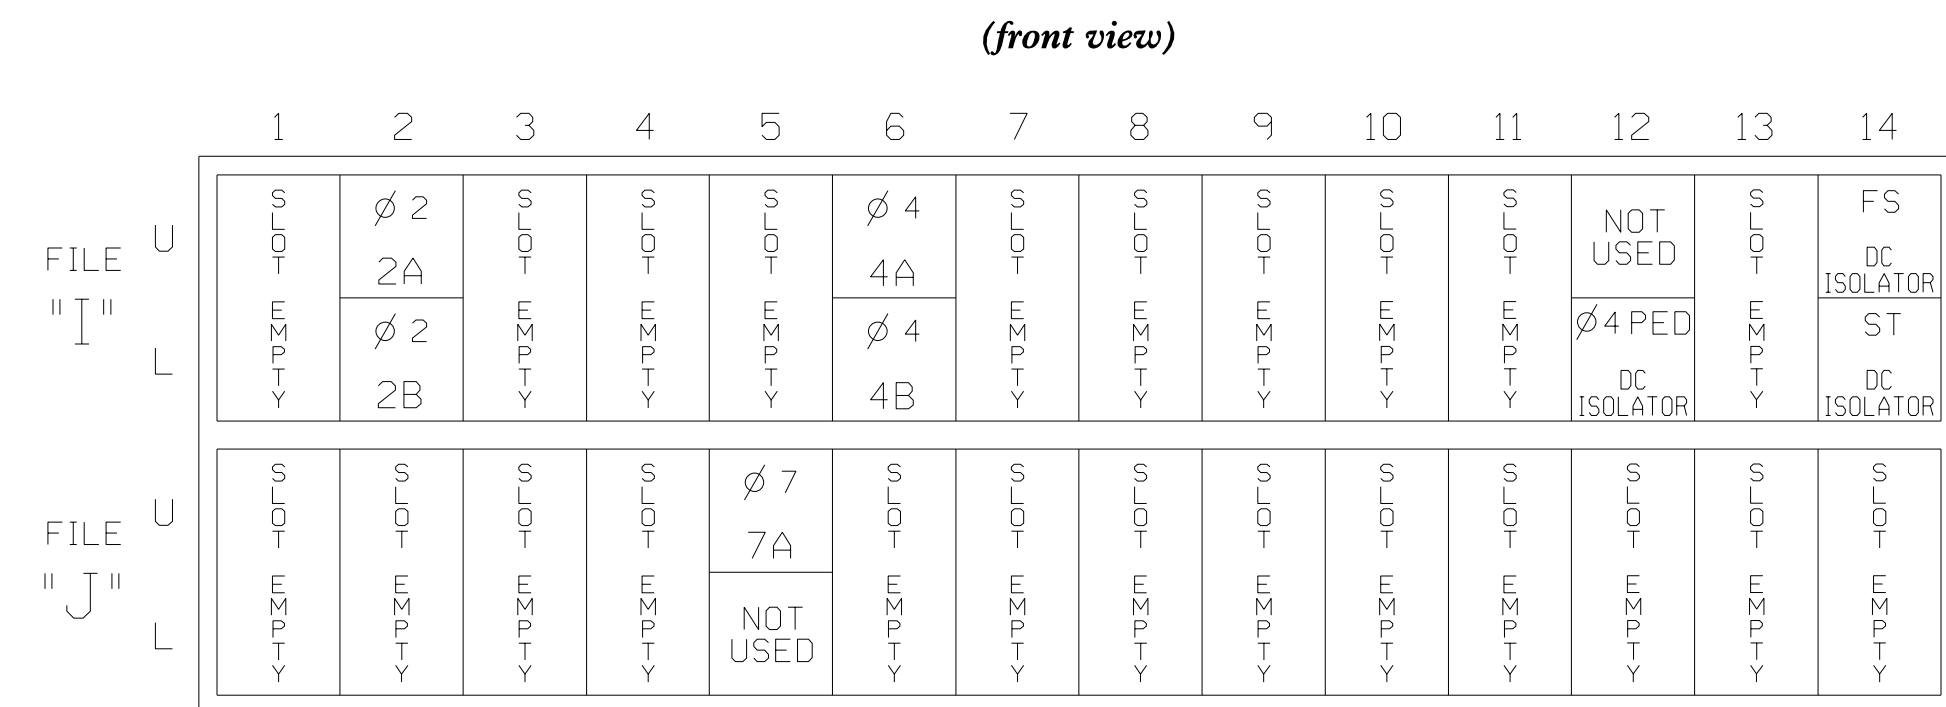 (front view)
1 2 3 4 5 6 7 8 9 10 11 12 13 14
FILE "I"
U
L
SLOT EMPTY
Ø 2
2A
Ø 2
2B
SLOT EMPTY
SLOT EMPTY
SLOT EMPTY
Ø 4
4A
Ø 4
4B
SLOT EMPTY
SLOT EMPTY
SLOT EMPTY
SLOT EMPTY
SLOT EMPTY
NOT
USED
Ø4 PED
DC
ISOLATOR
SLOT EMPTY
FS
DC
ISOLATOR
ST
DC
ISOLATOR
FILE "J"
U
L
SLOT EMPTY
SLOT EMPTY
SLOT EMPTY
SLOT EMPTY
Ø 7
7A
NOT
USED
SLOT EMPTY
SLOT EMPTY
SLOT EMPTY
SLOT EMPTY
SLOT EMPTY
SLOT EMPTY
SLOT EMPTY
SLOT EMPTY
SLOT EMPTY